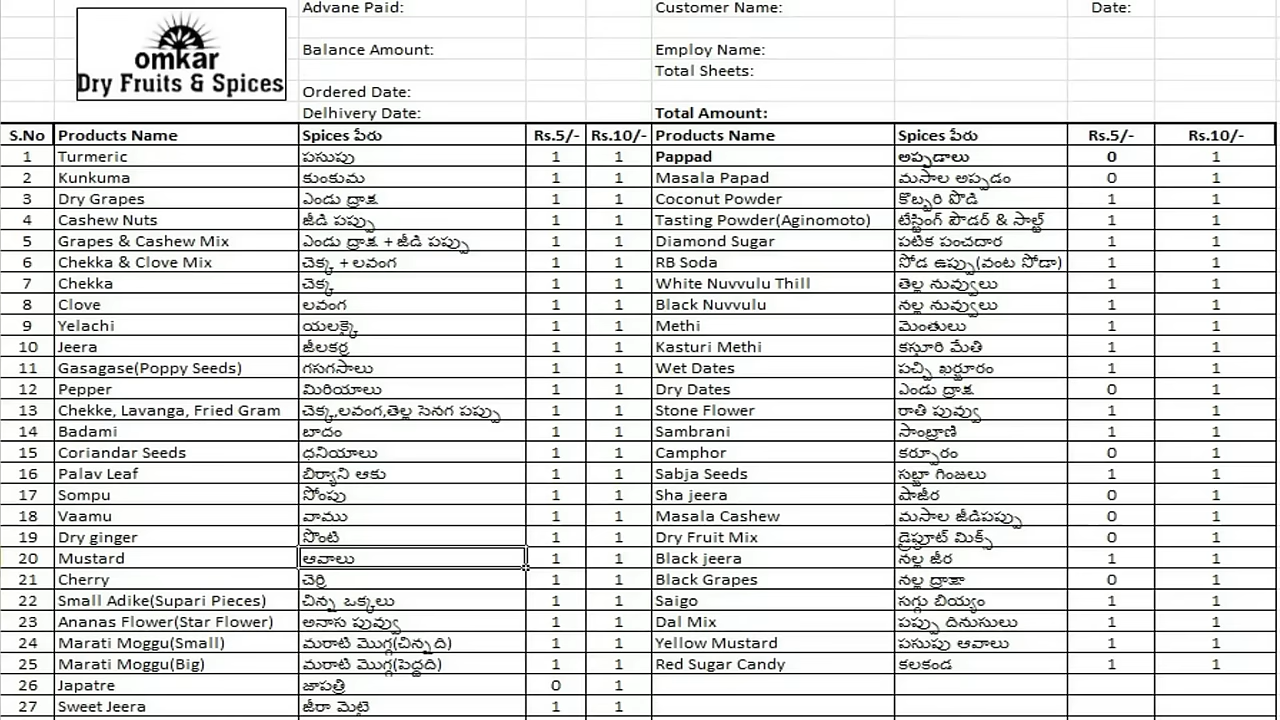 omkar
Dry Fruits & Spices
Advane Paid: Customer Name: Date:
Balance Amount: Employ Name:
Total Sheets:
Ordered Date:
Delhivery Date: Total Amount:
S.No Products Name Spices పేరు Rs.5/- Rs.10/- Products Name Spices పేరు Rs.5/- Rs.10/-
1 Turmeric పసుపు 1 1 Pappad అప్పడాలు 0 1
2 Kunkuma కుంకుమ 1 1 Masala Papad మసాల అప్పడం 0 1
3 Dry Grapes ఎండు ద్రాక్ష 1 1 Coconut Powder కొబ్బరి పొడి 1 1
4 Cashew Nuts జీడి పప్పు 1 1 Tasting Powder(Aginomoto) టేస్టింగ్ పౌడర్ & సాల్ట్ 1 1
5 Grapes & Cashew Mix ఎండు ద్రాక్ష + జీడి పప్పు 1 1 Diamond Sugar పటిక పంచదార 1 1
6 Chekka & Clove Mix చెక్క + లవంగ 1 1 RB Soda సోడ ఉప్పు(వంట సోడా) 1 1
7 Chekka చెక్క 1 1 White Nuvvulu Thill తెల్ల నువ్వులు 1 1
8 Clove లవంగ 1 1 Black Nuvvulu నల్ల నువ్వులు 1 1
9 Yelachi యలక్కై 1 1 Methi మెంతులు 1 1
10 Jeera జీలకర్ర 1 1 Kasturi Methi కస్తూరి మేతి 1 1
11 Gasagase(Poppy Seeds) గసగసాలు 1 1 Wet Dates పచ్చి ఖర్జూరం 1 1
12 Pepper మిరియాలు 1 1 Dry Dates ఎండు ద్రాక్ష 0 1
13 Chekke, Lavanga, Fried Gram చెక్క,లవంగ,తెల్ల సెనగ పప్పు 1 1 Stone Flower రాతి పువ్వు 1 1
14 Badami బాదం 1 1 Sambrani సాంబ్రాణి 1 1
15 Coriandar Seeds ధనియాలు 1 1 Camphor కర్పూరం 0 1
16 Palav Leaf బిర్యాని ఆకు 1 1 Sabja Seeds సబ్జా గింజలు 1 1
17 Sompu సోంపు 1 1 Sha jeera షాజీర 0 1
18 Vaamu వాము 1 1 Masala Cashew మసాల జీడిపప్పు 0 1
19 Dry ginger సొంటి 1 1 Dry Fruit Mix డ్రైఫ్రూట్ మిక్స్ 0 1
20 Mustard ఆవాలు 1 1 Black jeera నల్ల జీర 1 1
21 Cherry చెర్రి 1 1 Black Grapes నల్ల ద్రాక్షా 0 1
22 Small Adike(Supari Pieces) చిన్న ఒక్కలు 1 1 Saigo సగ్గు బియ్యం 1 1
23 Ananas Flower(Star Flower) అనాస పువ్వు 1 1 Dal Mix పప్పు దినుసులు 1 1
24 Marati Moggu(Small) మరాటి మొగ్గ(చిన్నది) 1 1 Yellow Mustard పసుపు ఆవాలు 1 1
25 Marati Moggu(Big) మరాటి మొగ్గ(పెద్దది) 1 1 Red Sugar Candy కలకండ 1 1
26 Japatre జాపత్రి 0 1
27 Sweet Jeera జీరా మెటై 1 1